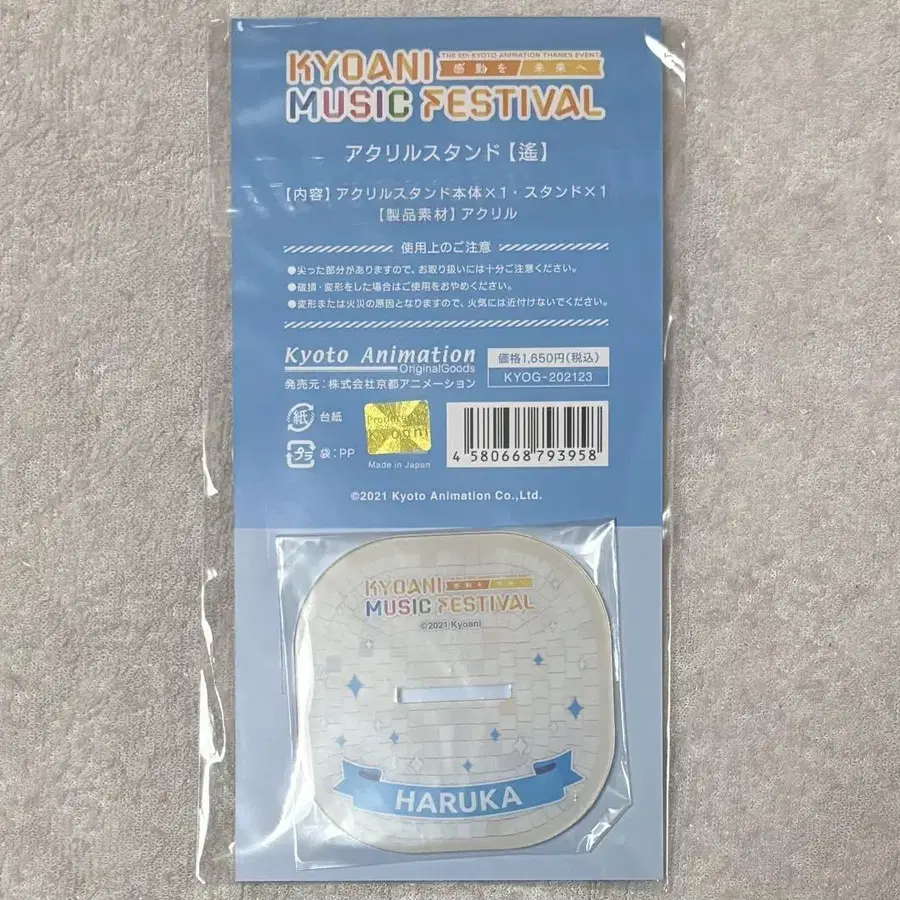 THE 5th KYOTO ANIMATION THANKS EVENT
KYOANI 感動を/未来へ
MUSIC FESTIVAL
アクリルスタンド【遙】
【内容】アクリルスタンド本体×1・スタンド×1
【製品素材】アクリル
使用上のご注意
●尖った部分がありますので、お取り扱いには十分ご注意ください。
●破損・変形をした場合はご使用をおやめください。
●変形または火災の原因となりますので、火気には近付けないでください。
Kyoto Animation
OriginalGoods
発売元：株式会社京都アニメーション
価格1,650円(税込)
KYOG-202123
紙 台紙
プラ 袋：PP
Produced by
Kyoani
Made in Japan
4 580668 793958
©2021 Kyoto Animation Co.,Ltd.
KYOANI 感動を
MUSIC FESTIVAL
©2021 Kyoani
HARUKA